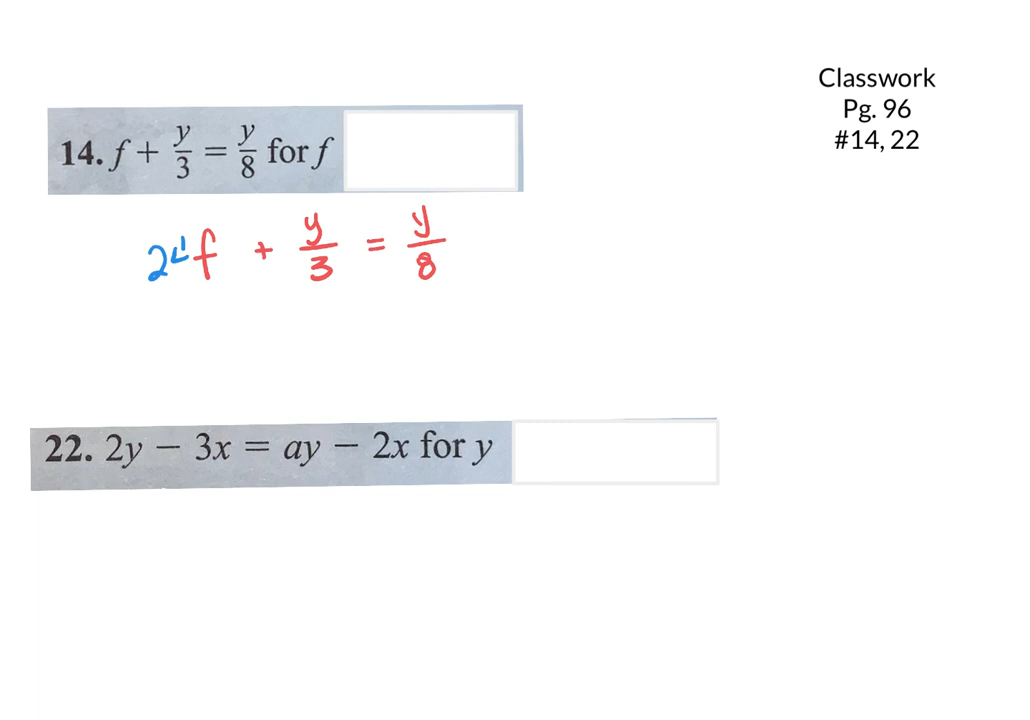 Classwork
Pg. 96
#14, 22
14. f + y/3 = y/8 for f
24f + y/3 = y/8
22. 2y − 3x = ay − 2x for y